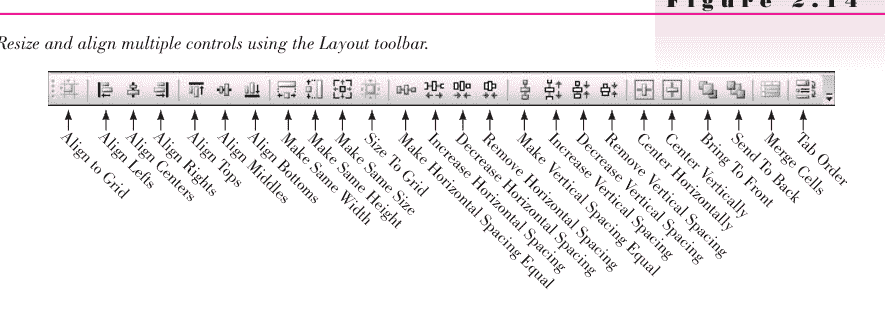 Figure 2.14
Resize and align multiple controls using the Layout toolbar.
Align to Grid
Align Lefts
Align Centers
Align Rights
Align Tops
Align Middles
Align Bottoms
Make Same Width
Make Same Height
Make Same Size
Size To Grid
Make Horizontal Spacing Equal
Increase Horizontal Spacing
Decrease Horizontal Spacing
Remove Horizontal Spacing
Make Vertical Spacing Equal
Increase Vertical Spacing
Decrease Vertical Spacing
Remove Vertical Spacing
Center Horizontally
Center Vertically
Bring To Front
Send To Back
Merge Cells
Tab Order